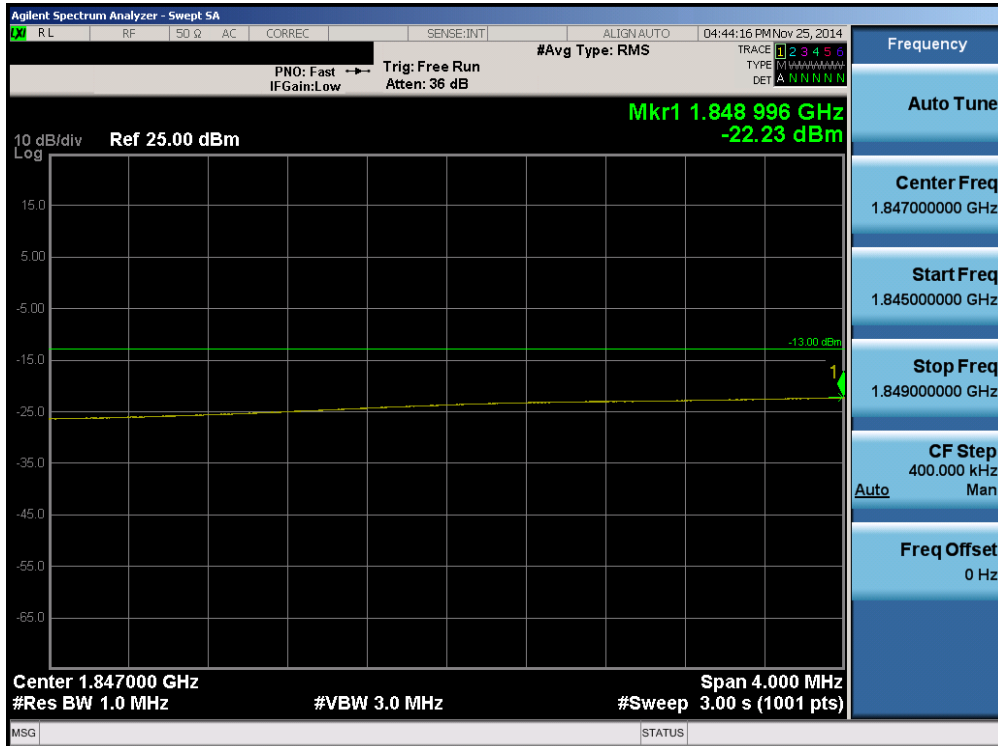 Agilent Spectrum Analyzer - Swept SA
LXI RL RF 50 Ω AC CORREC SENSE:INT ALIGNAUTO 04:44:16 PM Nov 25, 2014
#Avg Type: RMS TRACE 1 2 3 4 5 6
PNO: Fast Trig: Free Run TYPE M WWWWW
IFGain:Low Atten: 36 dB DET A N N N N N
Mkr1 1.848 996 GHz
-22.23 dBm
10 dB/div Ref 25.00 dBm
Log
15.0
5.00
-5.00
-13.00 dBm
-15.0
1
-25.0
-35.0
-45.0
-55.0
-65.0
Center 1.847000 GHz Span 4.000 MHz
#Res BW 1.0 MHz #VBW 3.0 MHz #Sweep 3.00 s (1001 pts)
MSG STATUS
Frequency
Auto Tune
Center Freq
1.847000000 GHz
Start Freq
1.845000000 GHz
Stop Freq
1.849000000 GHz
CF Step
400.000 kHz
Auto Man
Freq Offset
0 Hz